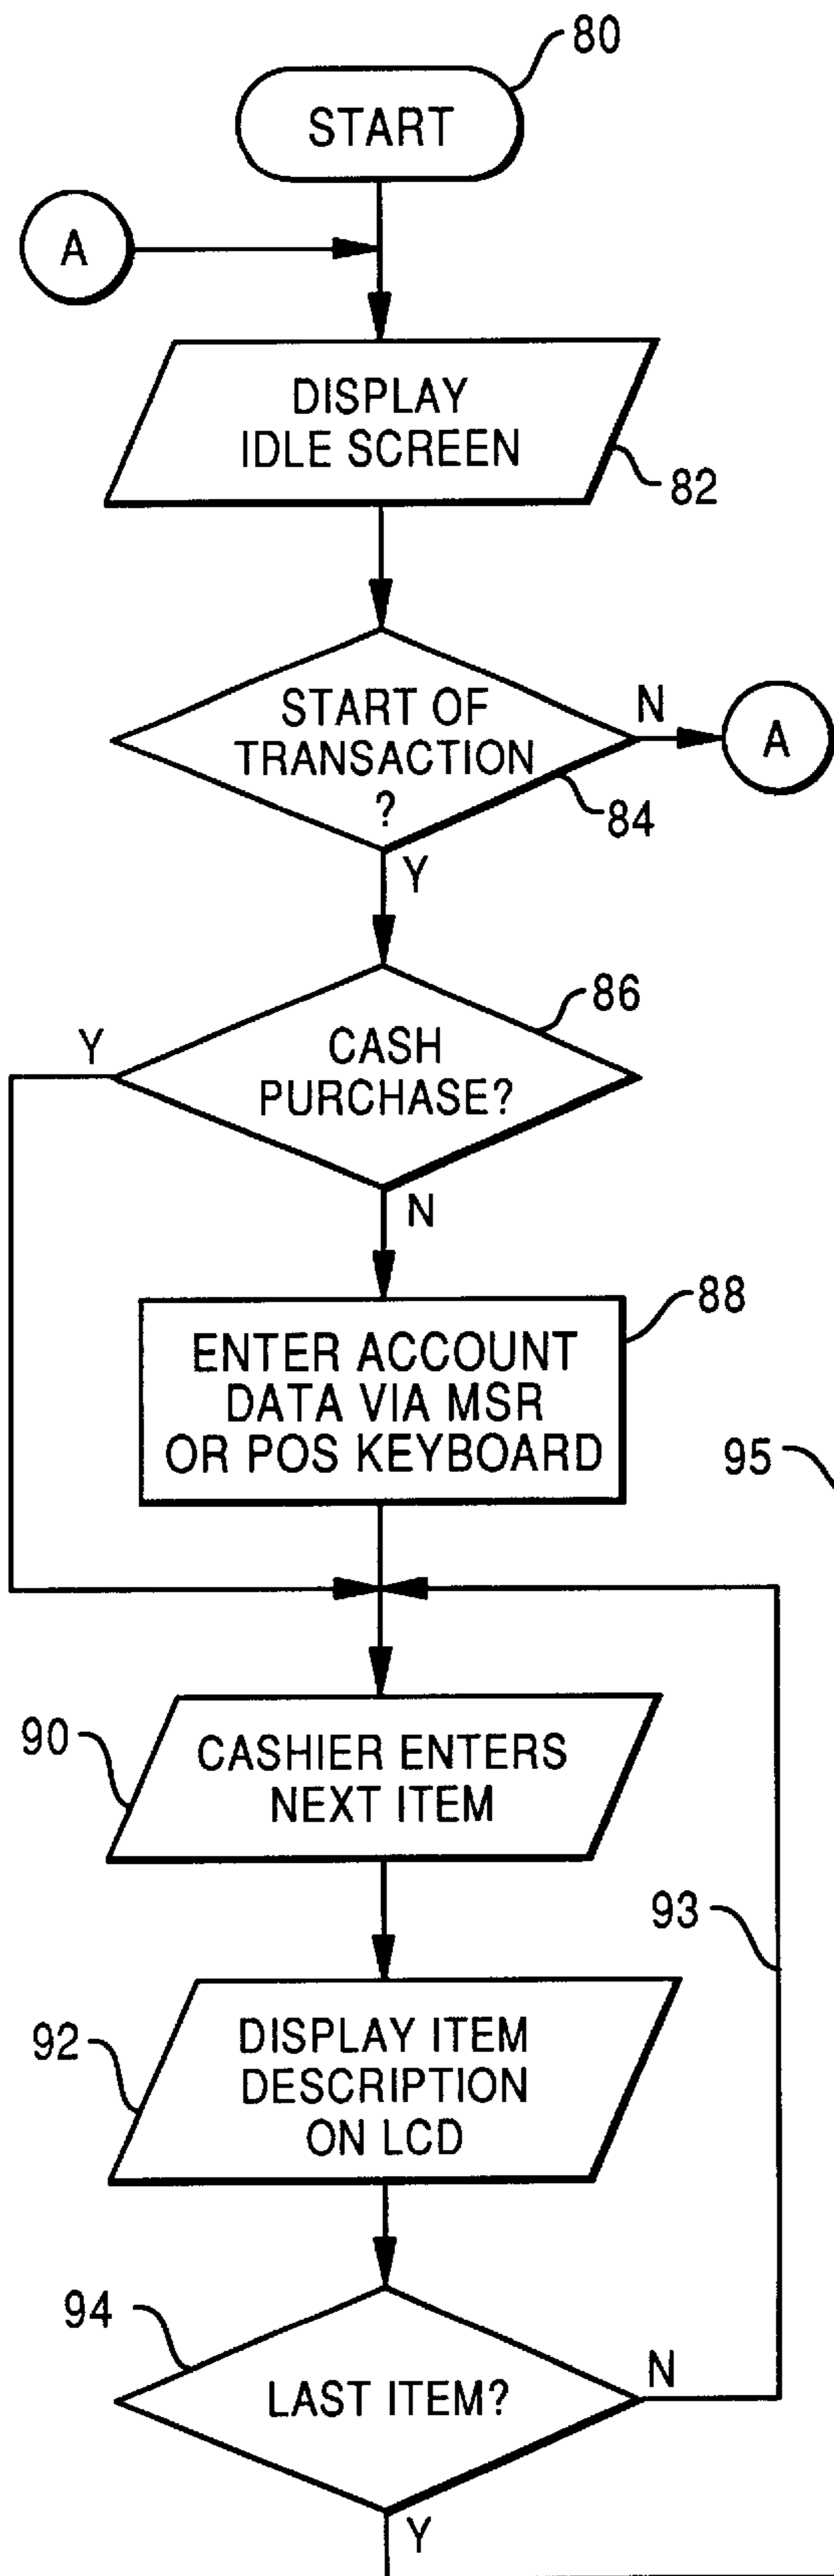 80
START
A
DISPLAY
IDLE SCREEN
82
START OF
TRANSACTION
?
N
A
84
Y
86
Y
CASH
PURCHASE?
N
88
ENTER ACCOUNT
DATA VIA MSR
OR POS KEYBOARD
95
90
CASHIER ENTERS
NEXT ITEM
93
92
DISPLAY ITEM
DESCRIPTION
ON LCD
94
LAST ITEM?
N
Y